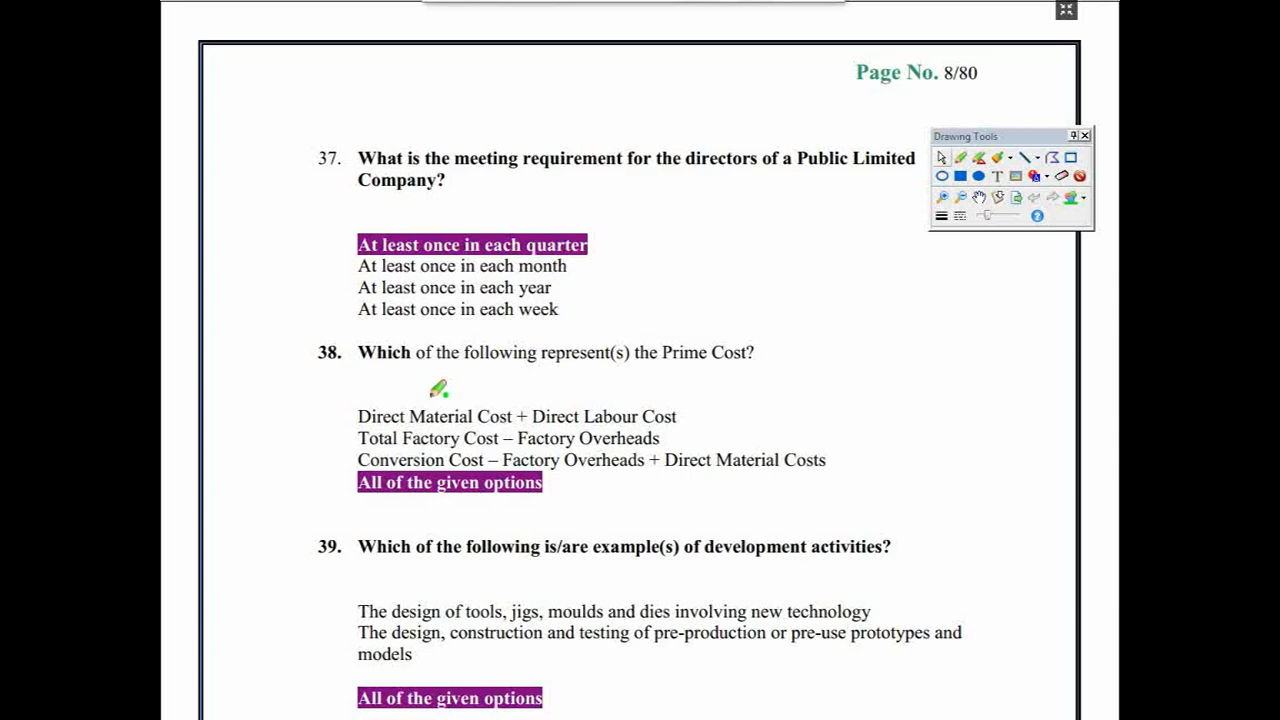 Page No. 8/80
Drawing Tools
37. What is the meeting requirement for the directors of a Public Limited
Company?
At least once in each quarter
At least once in each month
At least once in each year
At least once in each week
38. Which of the following represent(s) the Prime Cost?
Direct Material Cost + Direct Labour Cost
Total Factory Cost – Factory Overheads
Conversion Cost – Factory Overheads + Direct Material Costs
All of the given options
39. Which of the following is/are example(s) of development activities?
The design of tools, jigs, moulds and dies involving new technology
The design, construction and testing of pre-production or pre-use prototypes and
models
All of the given options